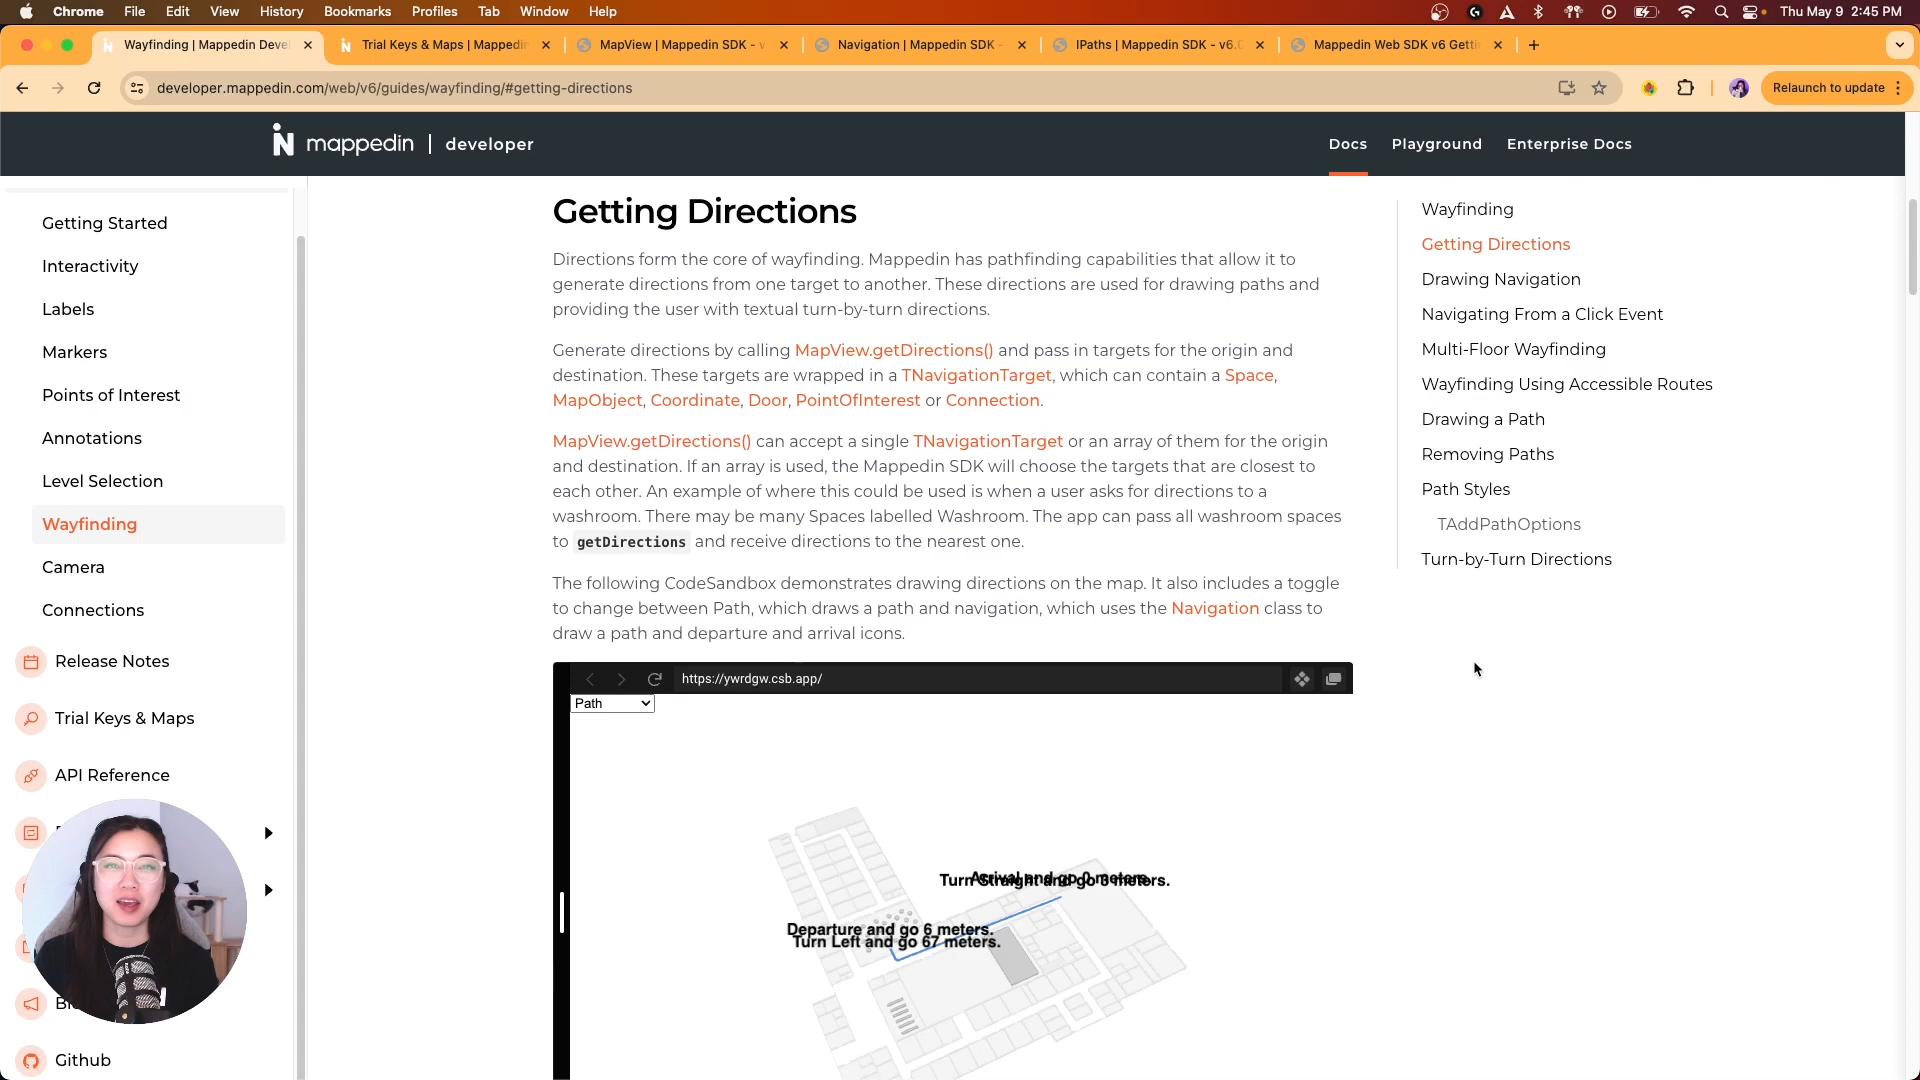 Chrome File Edit View History Bookmarks Profiles Tab Window Help Thu May 9 2:45 PM
Wayfinding | Mappedin Devel Trial Keys & Maps | Mappedin MapView | Mappedin SDK - v Navigation | Mappedin SDK - IPaths | Mappedin SDK - v6.0 Mappedin Web SDK v6 Getti
developer.mappedin.com/web/v6/guides/wayfinding/#getting-directions Relaunch to update
mappedin | developer Docs Playground Enterprise Docs
Getting Started
Interactivity
Labels
Markers
Points of Interest
Annotations
Level Selection
Wayfinding
Camera
Connections
Release Notes
Trial Keys & Maps
API Reference
Github
Getting Directions
Directions form the core of wayfinding. Mappedin has pathfinding capabilities that allow it to
generate directions from one target to another. These directions are used for drawing paths and
providing the user with textual turn-by-turn directions.
Generate directions by calling MapView.getDirections() and pass in targets for the origin and
destination. These targets are wrapped in a TNavigationTarget, which can contain a Space,
MapObject, Coordinate, Door, PointOfInterest or Connection.
MapView.getDirections() can accept a single TNavigationTarget or an array of them for the origin
and destination. If an array is used, the Mappedin SDK will choose the targets that are closest to
each other. An example of where this could be used is when a user asks for directions to a
washroom. There may be many Spaces labelled Washroom. The app can pass all washroom spaces
to getDirections and receive directions to the nearest one.
The following CodeSandbox demonstrates drawing directions on the map. It also includes a toggle
to change between Path, which draws a path and navigation, which uses the Navigation class to
draw a path and departure and arrival icons.
https://ywrdgw.csb.app/
Path
Arrival and go 0 meters.
Turn Straight and go 3 meters.
Departure and go 6 meters.
Turn Left and go 67 meters.
Wayfinding
Getting Directions
Drawing Navigation
Navigating From a Click Event
Multi-Floor Wayfinding
Wayfinding Using Accessible Routes
Drawing a Path
Removing Paths
Path Styles
TAddPathOptions
Turn-by-Turn Directions